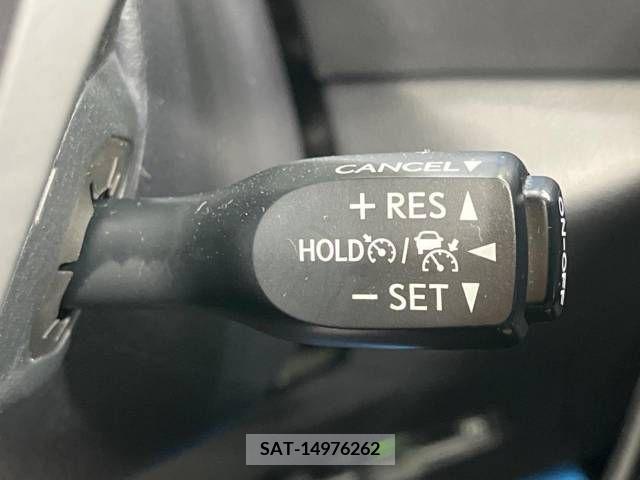 CANCEL▼
+ RES ▲
HOLD / ◀
− SET ▼
ON-OFF
SAT-14976262